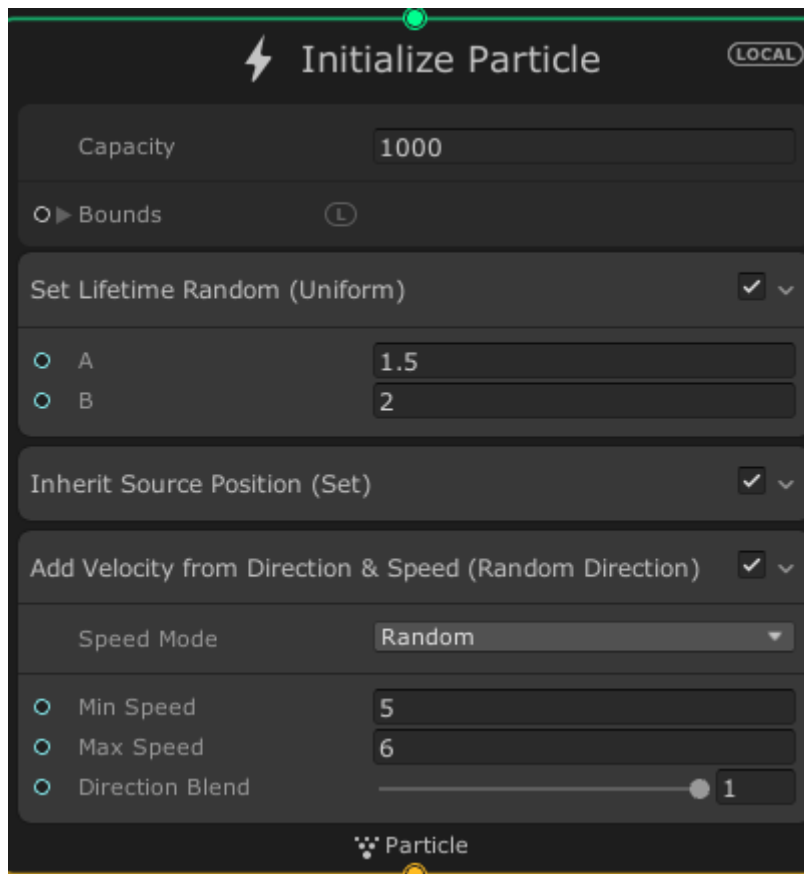 Initialize Particle
LOCAL
Capacity 1000
Bounds L
Set Lifetime Random (Uniform)
A 1.5
B 2
Inherit Source Position (Set)
Add Velocity from Direction & Speed (Random Direction)
Speed Mode Random
Min Speed 5
Max Speed 6
Direction Blend 1
Particle